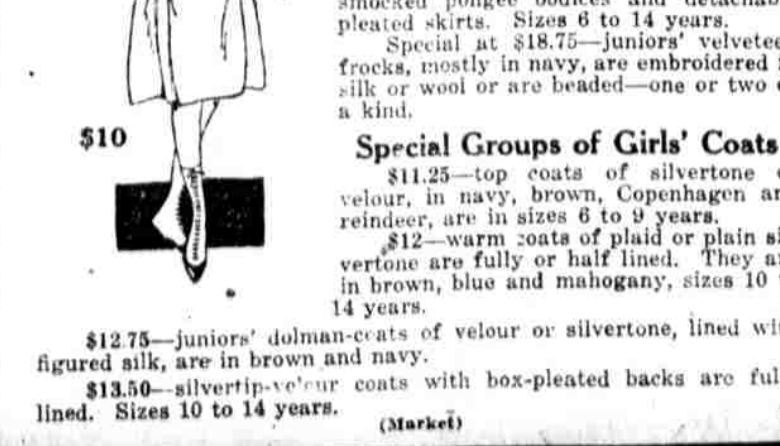 smocked pongee bodices and
pleated skirts. Sizes 6 to 14 years.
Special at $18.75—juniors'
frocks, mostly in navy, are embroidered
silk or wool or are beaded—one or two
a kind.
$10
Special Groups of Girls' Coats
$11.25—top coats of silvertone
velour, in navy, brown, Copenhagen
reindeer, are in sizes 6 to 9 years.
$12—warm coats of plaid or plain
vertone are fully or half lined. They
in brown, blue and mahogany, sizes 10
14 years.
$12.75—juniors' dolman-coats of velour or silvertone, lined
figured silk, are in brown and navy.
$13.50—silvertip-velour coats with box-pleated backs are
lined. Sizes 10 to 14 years.
(Market)